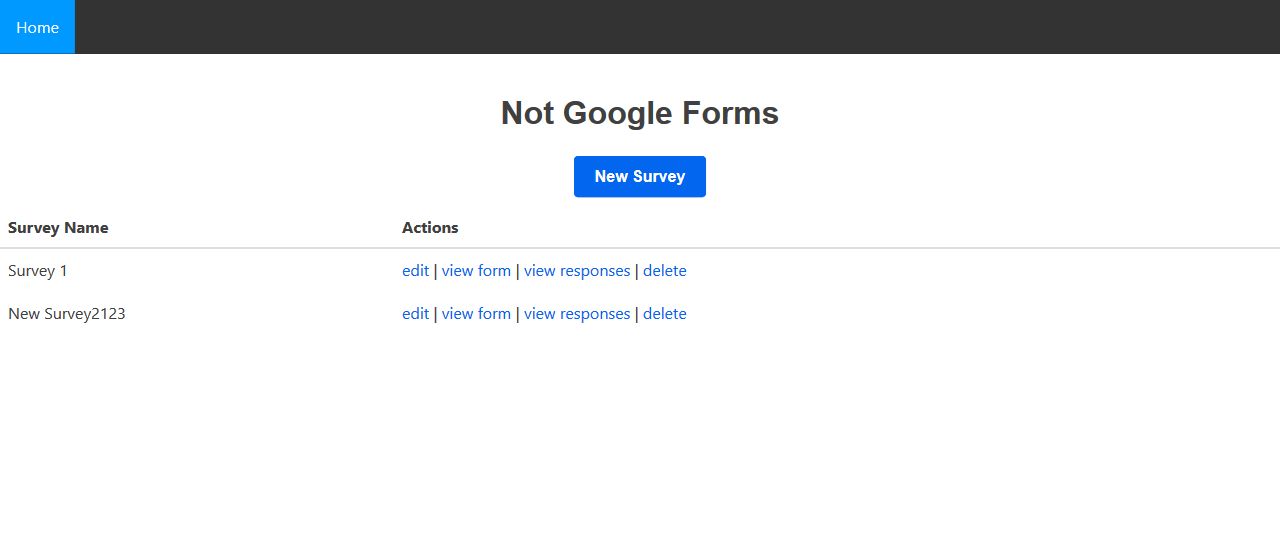 Home
Not Google Forms
New Survey
Survey Name Actions
Survey 1 edit | view form | view responses | delete
New Survey2123 edit | view form | view responses | delete